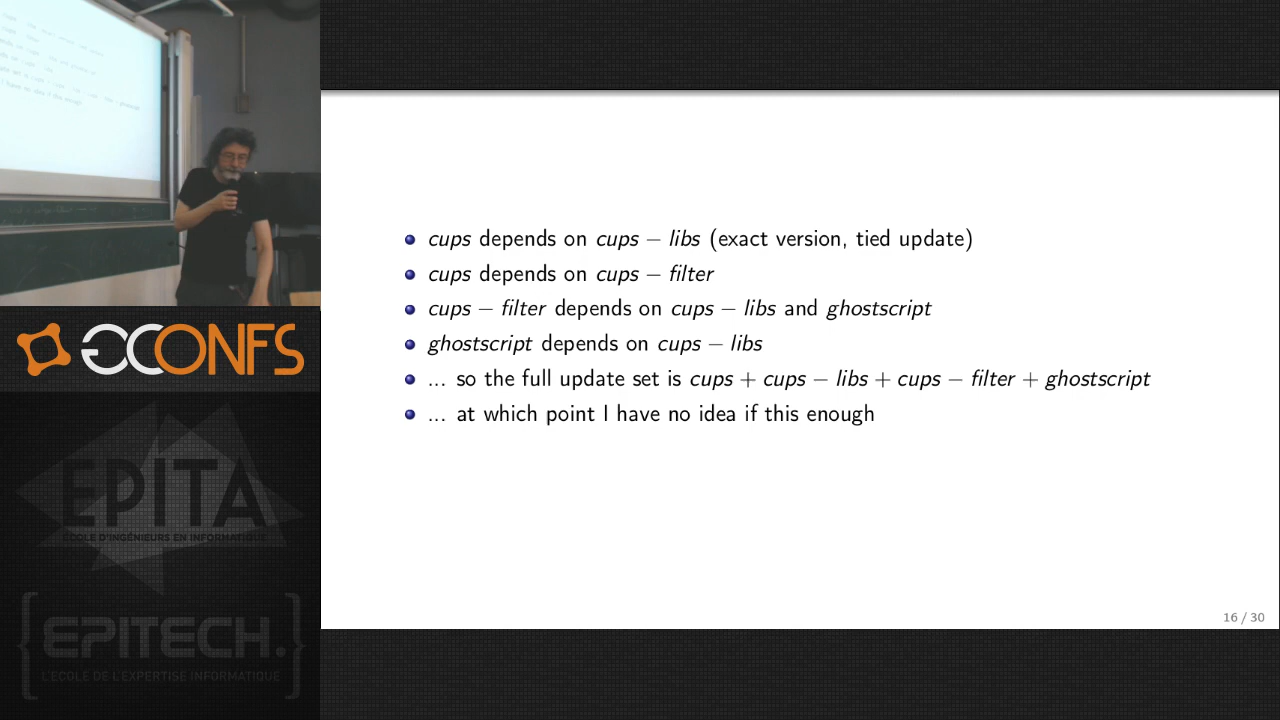 cups depends on cups − libs (exact version, tied update)
cups depends on cups − filter
cups − filter depends on cups − libs and ghostscript
ghostscript depends on cups − libs
... so the full update set is cups + cups − libs + cups − filter + ghostscript
... at which point I have no idea if this enough
16 / 30
GCONFS
EPITA
ÉCOLE D'INGÉNIEURS EN INFORMATIQUE
{EPITECH.}
L'ECOLE DE L'EXPERTISE INFORMATIQUE